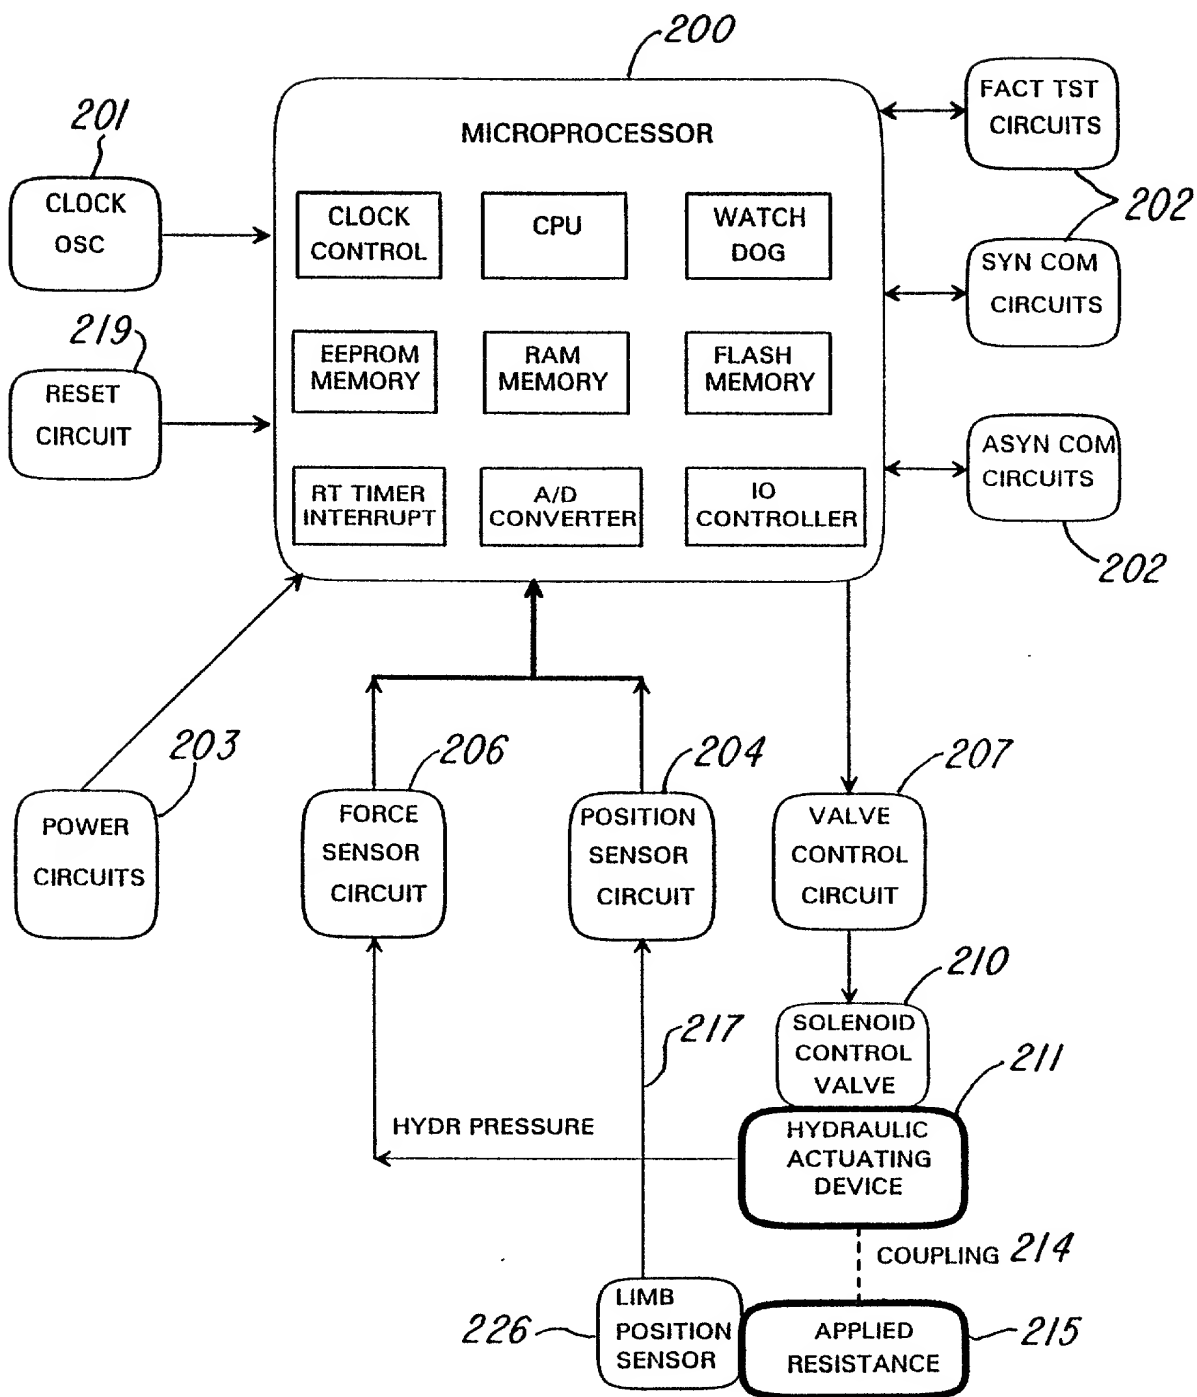 200
MICROPROCESSOR
CLOCK
CONTROL
CPU
WATCH
DOG
EEPROM
MEMORY
RAM
MEMORY
FLASH
MEMORY
RT TIMER
INTERRUPT
A/D
CONVERTER
IO
CONTROLLER
201
CLOCK
OSC
219
RESET
CIRCUIT
FACT TST
CIRCUITS
202
SYN COM
CIRCUITS
ASYN COM
CIRCUITS
202
203
POWER
CIRCUITS
206
FORCE
SENSOR
CIRCUIT
204
POSITION
SENSOR
CIRCUIT
207
VALVE
CONTROL
CIRCUIT
210
SOLENOID
CONTROL
VALVE
217
211
HYDR PRESSURE
HYDRAULIC
ACTUATING
DEVICE
COUPLING 214
226
LIMB
POSITION
SENSOR
APPLIED
RESISTANCE
215